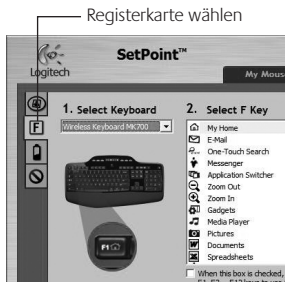 Registerkarte wählen
Logitech
SetPoint™
My Mous
1. Select Keyboard
2. Select F Key
Wireless Keyboard MK700
F
My Home
E-Mail
One-Touch Search
Messenger
Application Switcher
Zoom Out
Zoom In
Gadgets
Media Player
Pictures
Documents
Spreadsheets
F1
When this box is checked,